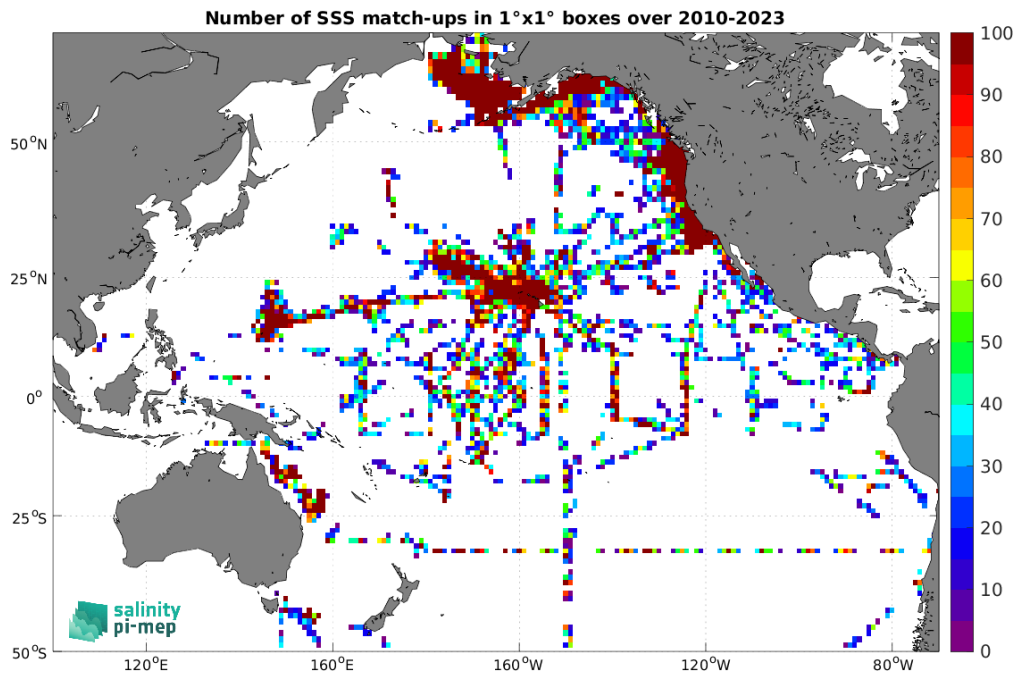 Number of SSS match-ups in 1°x1° boxes over 2010-2023
50°N
25°N
0°
25°S
50°S
120°E
160°E
160°W
120°W
80°W
100
90
80
70
60
50
40
30
20
10
0
salinity
pi-mep